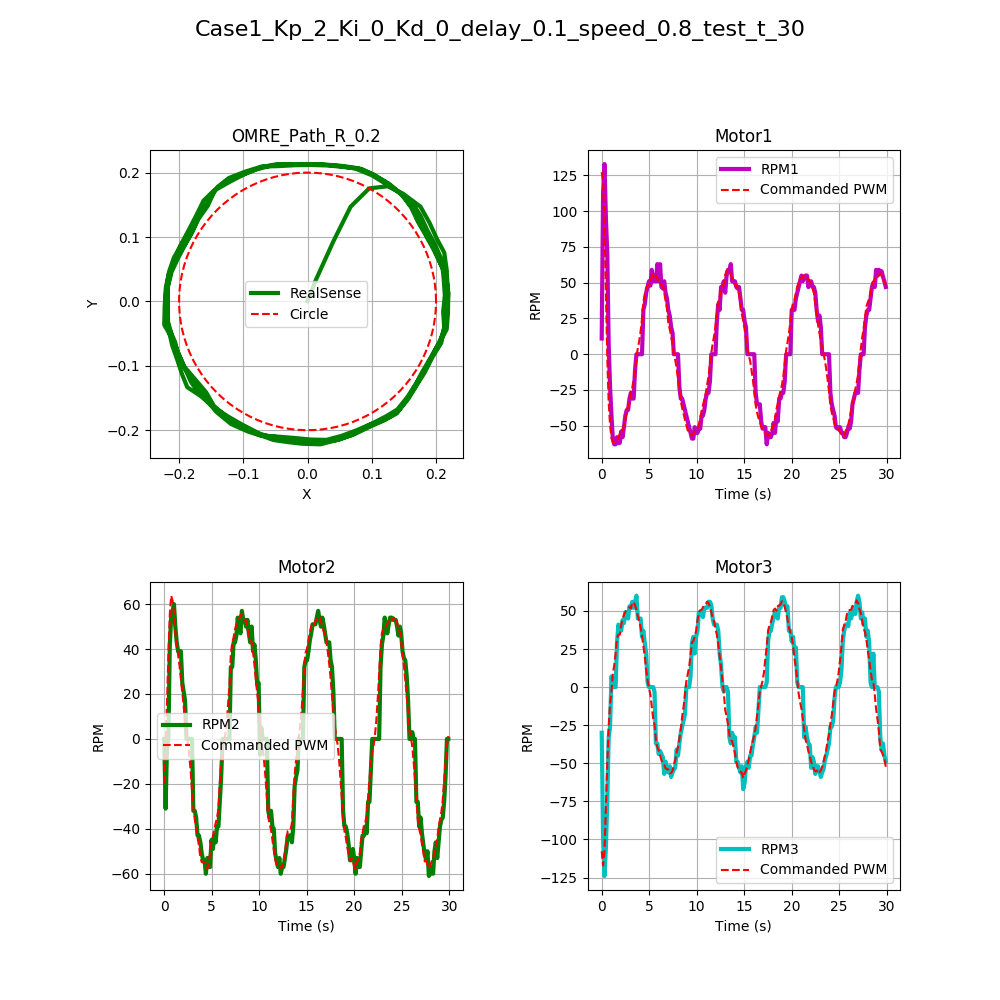 Case1_Kp_2_Ki_0_Kd_0_delay_0.1_speed_0.8_test_t_30
OMRE_Path_R_0.2
0.2
0.1
0.0
−0.1
−0.2
Y
RealSense
Circle
−0.2
−0.1
0.0
0.1
0.2
X
Motor1
125
100
75
50
25
0
−25
−50
RPM
RPM1
Commanded PWM
0
5
10
15
20
25
30
Time (s)
Motor2
60
40
20
0
−20
−40
−60
RPM
RPM2
Commanded PWM
0
5
10
15
20
25
30
Time (s)
Motor3
50
25
0
−25
−50
−75
−100
−125
RPM
RPM3
Commanded PWM
0
5
10
15
20
25
30
Time (s)